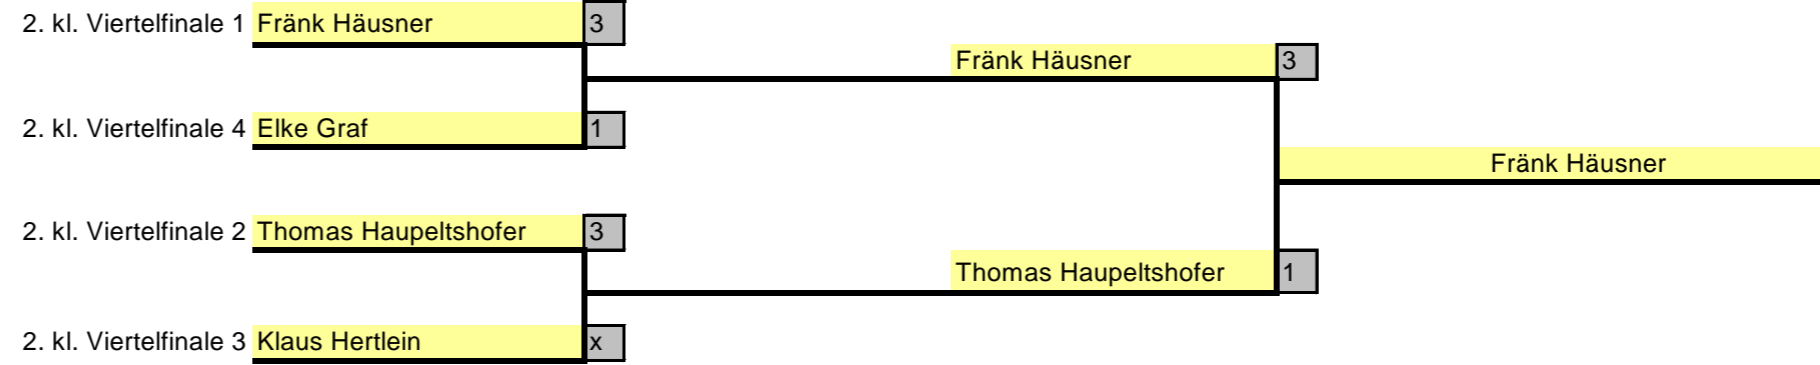 2. kl. Viertelfinale 1 Fränk Häusner 3
Fränk Häusner 3
2. kl. Viertelfinale 4 Elke Graf 1
Fränk Häusner
2. kl. Viertelfinale 2 Thomas Haupeltshofer 3
Thomas Haupeltshofer 1
2. kl. Viertelfinale 3 Klaus Hertlein x